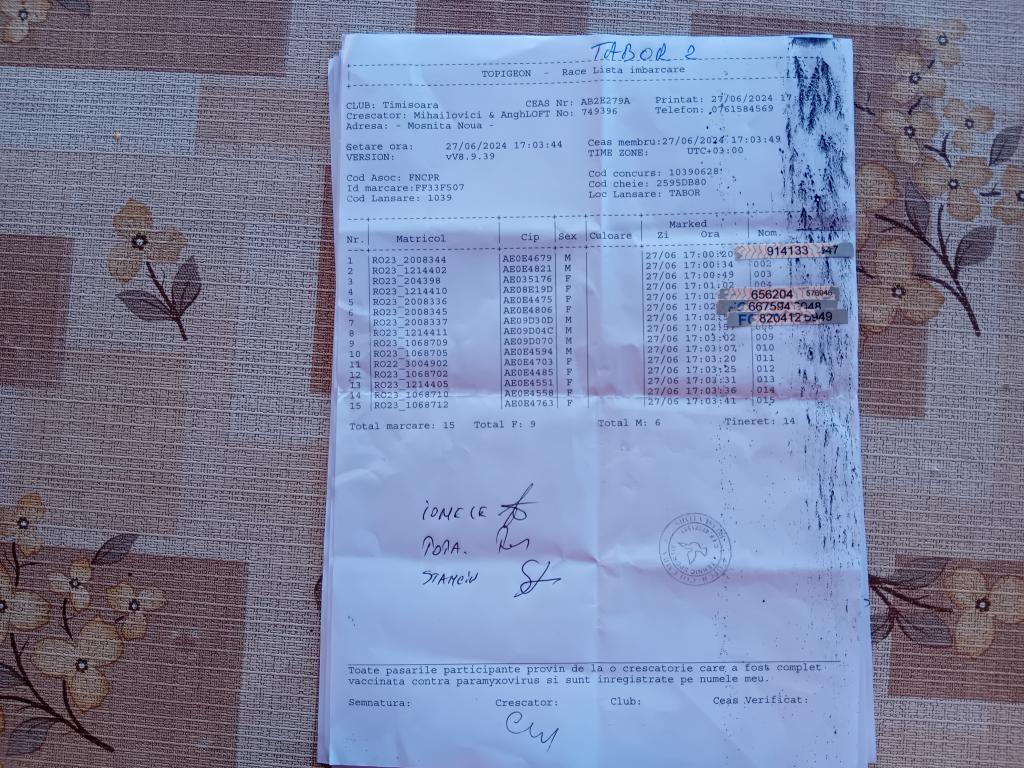 TABOR 2
TOPIGEON - Race Lista imbarcare
CLUB: Timisoara CEAS Nr: AB2E279A Printat: 27/06/2024 17
Crescator: Mihailovici & AnghLOFT No: 749396 Telefon: 0761584569
Adresa: - Mosnita Noua -
Setare ora: 27/06/2024 17:03:44 Ceas membru:27/06/2024 17:03:49
VERSION: vV8.9.39 TIME ZONE: UTC+03:00
Cod Asoc: FNCPR Cod concurs: 10390628
Id marcare:FF33F507 Cod cheie: 2595DB80
Cod Lansare: 1039 Loc Lansare: TABOR
Marked
Nr. Matricol Cip Sex Culoare Zi Ora Nom.
1 RO23_2008344 AE0E4679 M 27/06 17:00:20 914133 047
2 RO23_1214402 AE0E4821 M 27/06 17:00:34 002
3 RO23_204398 AE035176 F 27/06 17:00:49 003
4 RO23_1214410 AE08E19D F 27/06 17:01: 004
5 RO23_2008336 AE0E4475 F 27/06 656204 576946
6 RO23_2008345 AE0E4806 F 27/06 667594
7 RO23_2008337 AE09D30D M 27/06 820412
8 RO23_1214411 AE09D04C M 27/06
9 RO23_1068709 AE09D070 M 27/06 17:03:02 009
10 RO23_1068705 AE0E4594 M 27/06 17:03:07 010
11 RO22_3004902 AE0E4703 F 27/06 17:03:20 011
12 RO23_1068702 AE0E4485 F 27/06 17:03:25 012
13 RO23_1214405 AE0E4551 F 27/06 17:03:31 013
14 RO23_1068710 AE0E4558 F 27/06 17:03:36 014
15 RO23_1068712 AE0E4763 F 27/06 17:03:41 015
Total marcare: 15 Total F: 9 Total M: 6 Tineret: 14
POPA.
STANCIU
Toate pasarile participante provin de la o crescatorie care a fost complet
vaccinata contra paramyxovirus si sunt inregistrate pe numele meu.
Semnatura: Crescator: Club: Ceas Verificat: